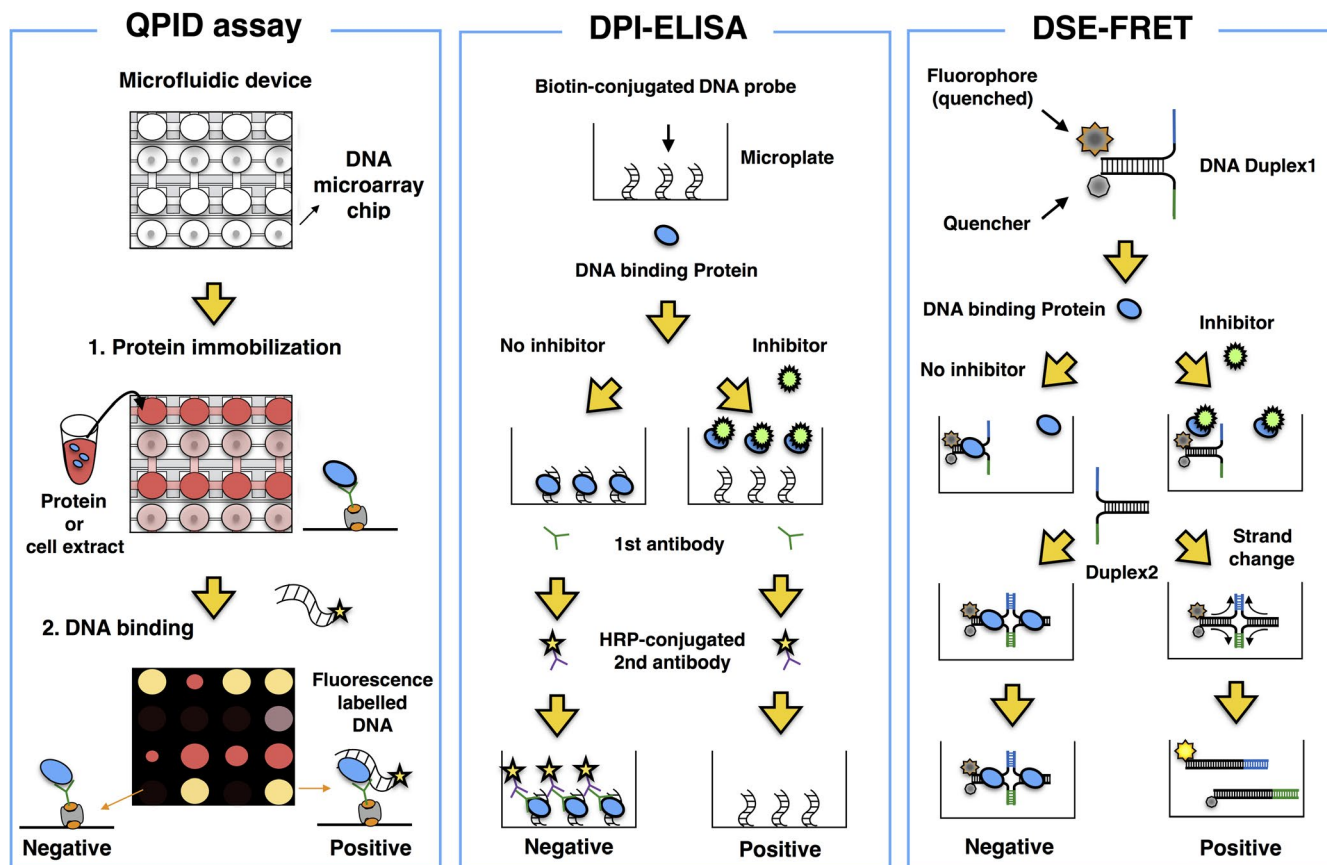 QPID assay
Microfluidic device
DNA
microarray
chip
1. Protein immobilization
Protein
or
cell extract
2. DNA binding
Fluorescence
labelled
DNA
Negative
Positive
DPI-ELISA
Biotin-conjugated DNA probe
Microplate
DNA binding Protein
No inhibitor
Inhibitor
1st antibody
HRP-conjugated
2nd antibody
Negative
Positive
DSE-FRET
Fluorophore
(quenched)
DNA Duplex1
Quencher
DNA binding Protein
Inhibitor
No inhibitor
Strand
change
Duplex2
Negative
Positive